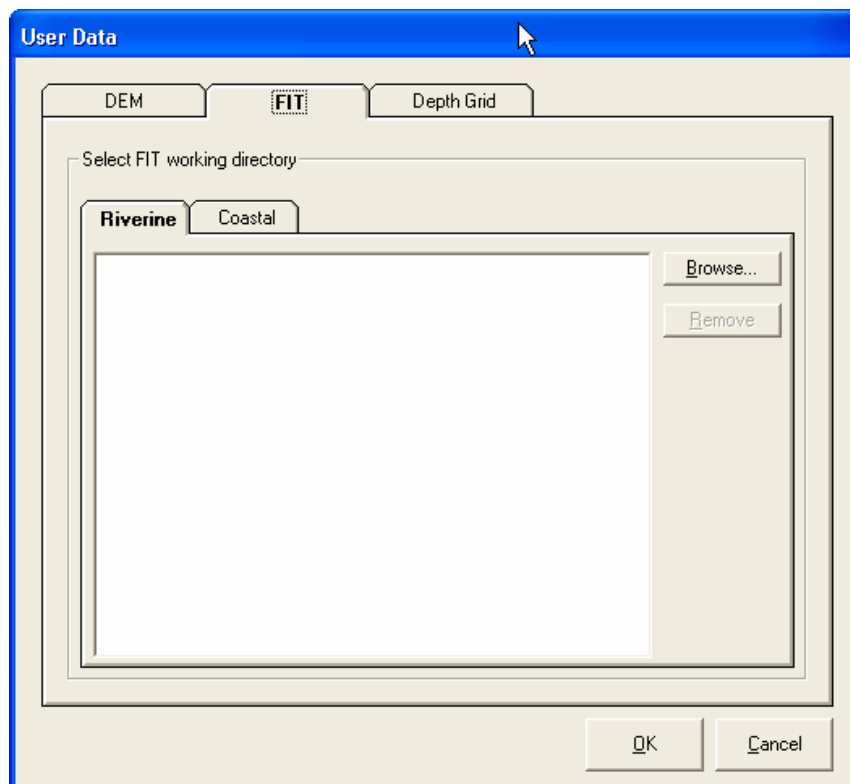 User Data
DEM FIT Depth Grid
Select FIT working directory
Riverine Coastal
Browse...
Remove
OK Cancel